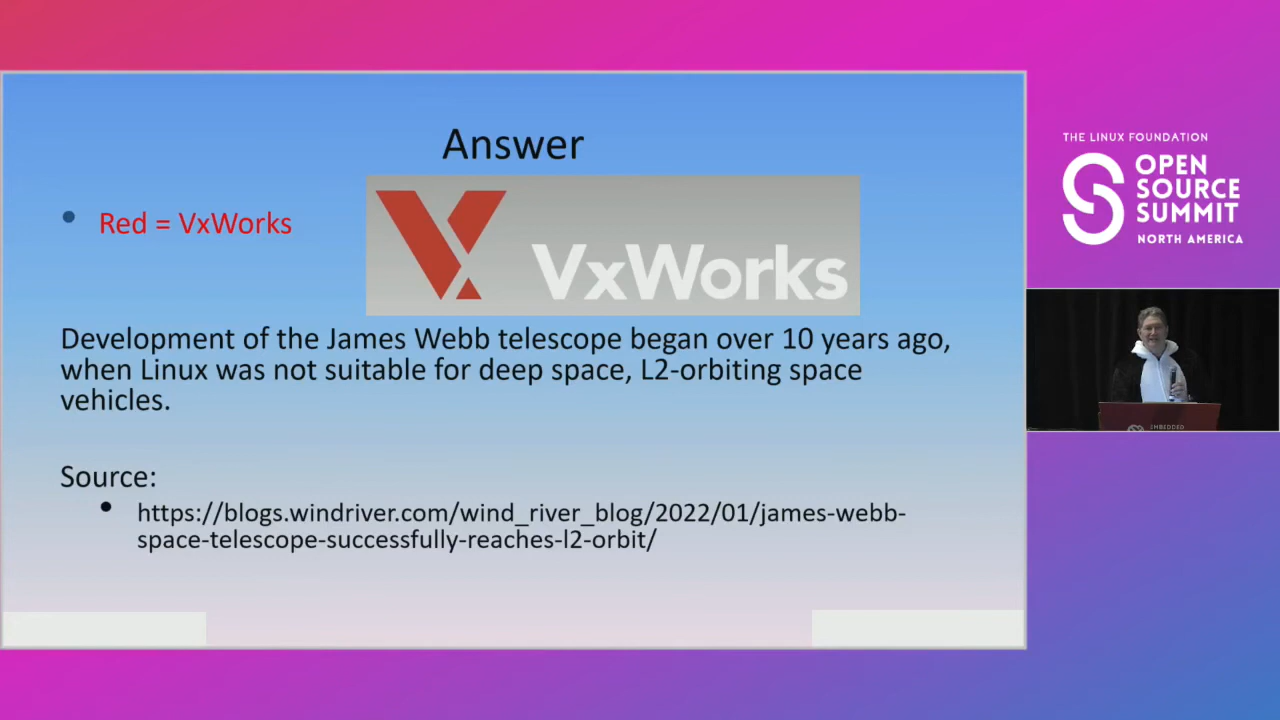 Answer
• Red = VxWorks
VxWorks
Development of the James Webb telescope began over 10 years ago,
when Linux was not suitable for deep space, L2-orbiting space
vehicles.
Source:
• https://blogs.windriver.com/wind_river_blog/2022/01/james-webb-
space-telescope-successfully-reaches-l2-orbit/
THE LINUX FOUNDATION
OPEN
SOURCE
SUMMIT
NORTH AMERICA
EMBEDDED